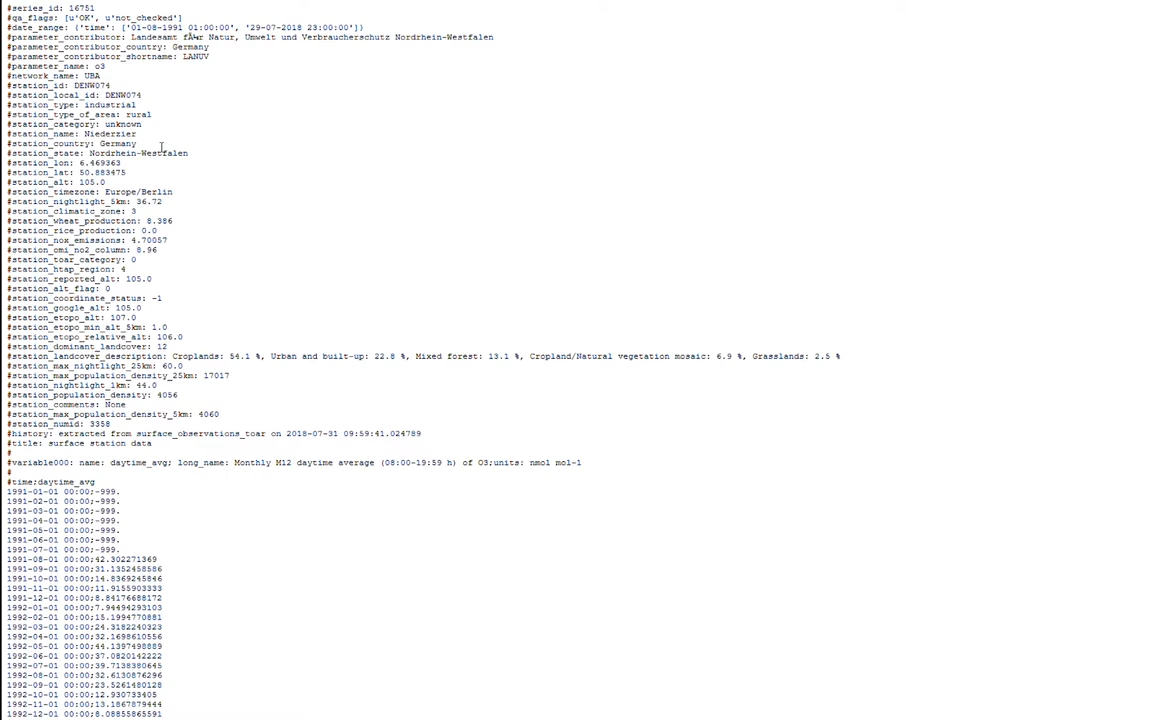 #series_id: 16751
#qa_flags: [u'OK', u'not_checked']
#date_range: {'time': ['01-08-1991 01:00:00', '29-07-2018 23:00:00']}
#parameter_contributor: Landesamt fÃ¼r Natur, Umwelt und Verbraucherschutz Nordrhein-Westfalen
#parameter_contributor_country: Germany
#parameter_contributor_shortname: LANUV
#parameter_name: o3
#network_name: UBA
#station_id: DENW074
#station_local_id: DENW074
#station_type: industrial
#station_type_of_area: rural
#station_category: unknown
#station_name: Niederzier
#station_country: Germany
#station_state: Nordrhein-Westfalen
#station_lon: 6.469363
#station_lat: 50.883475
#station_alt: 105.0
#station_timezone: Europe/Berlin
#station_nightlight_5km: 36.72
#station_climatic_zone: 3
#station_wheat_production: 8.386
#station_rice_production: 0.0
#station_nox_emissions: 4.70057
#station_omi_no2_column: 8.96
#station_toar_category: 0
#station_htap_region: 4
#station_reported_alt: 105.0
#station_alt_flag: 0
#station_coordinate_status: -1
#station_google_alt: 105.0
#station_etopo_alt: 107.0
#station_etopo_min_alt_5km: 1.0
#station_etopo_relative_alt: 106.0
#station_dominant_landcover: 12
#station_landcover_description: Croplands: 54.1 %, Urban and built-up: 22.8 %, Mixed forest: 13.1 %, Cropland/Natural vegetation mosaic: 6.9 %, Grasslands: 2.5 %
#station_max_nightlight_25km: 60.0
#station_max_population_density_25km: 17017
#station_nightlight_1km: 44.0
#station_population_density: 4056
#station_comments: None
#station_max_population_density_5km: 4060
#station_numid: 3358
#history: extracted from surface_observations_toar on 2018-07-31 09:59:41.024789
#title: surface station data
#
#variable000: name: daytime_avg; long_name: Monthly M12 daytime average (08:00-19:59 h) of O3;units: nmol mol-1
#
#time;daytime_avg
1991-01-01 00:00;-999.
1991-02-01 00:00;-999.
1991-03-01 00:00;-999.
1991-04-01 00:00;-999.
1991-05-01 00:00;-999.
1991-06-01 00:00;-999.
1991-07-01 00:00;-999.
1991-08-01 00:00;42.302271369
1991-09-01 00:00;31.1352458586
1991-10-01 00:00;14.8369245846
1991-11-01 00:00;11.9155903333
1991-12-01 00:00;8.84176688172
1992-01-01 00:00;7.94494293103
1992-02-01 00:00;15.1994770881
1992-03-01 00:00;24.3182240323
1992-04-01 00:00;32.1698610556
1992-05-01 00:00;44.1397498889
1992-06-01 00:00;37.0820142222
1992-07-01 00:00;39.7138380645
1992-08-01 00:00;32.6130876296
1992-09-01 00:00;23.5261480128
1992-10-01 00:00;12.930733405
1992-11-01 00:00;13.1867879444
1992-12-01 00:00;8.08855865591